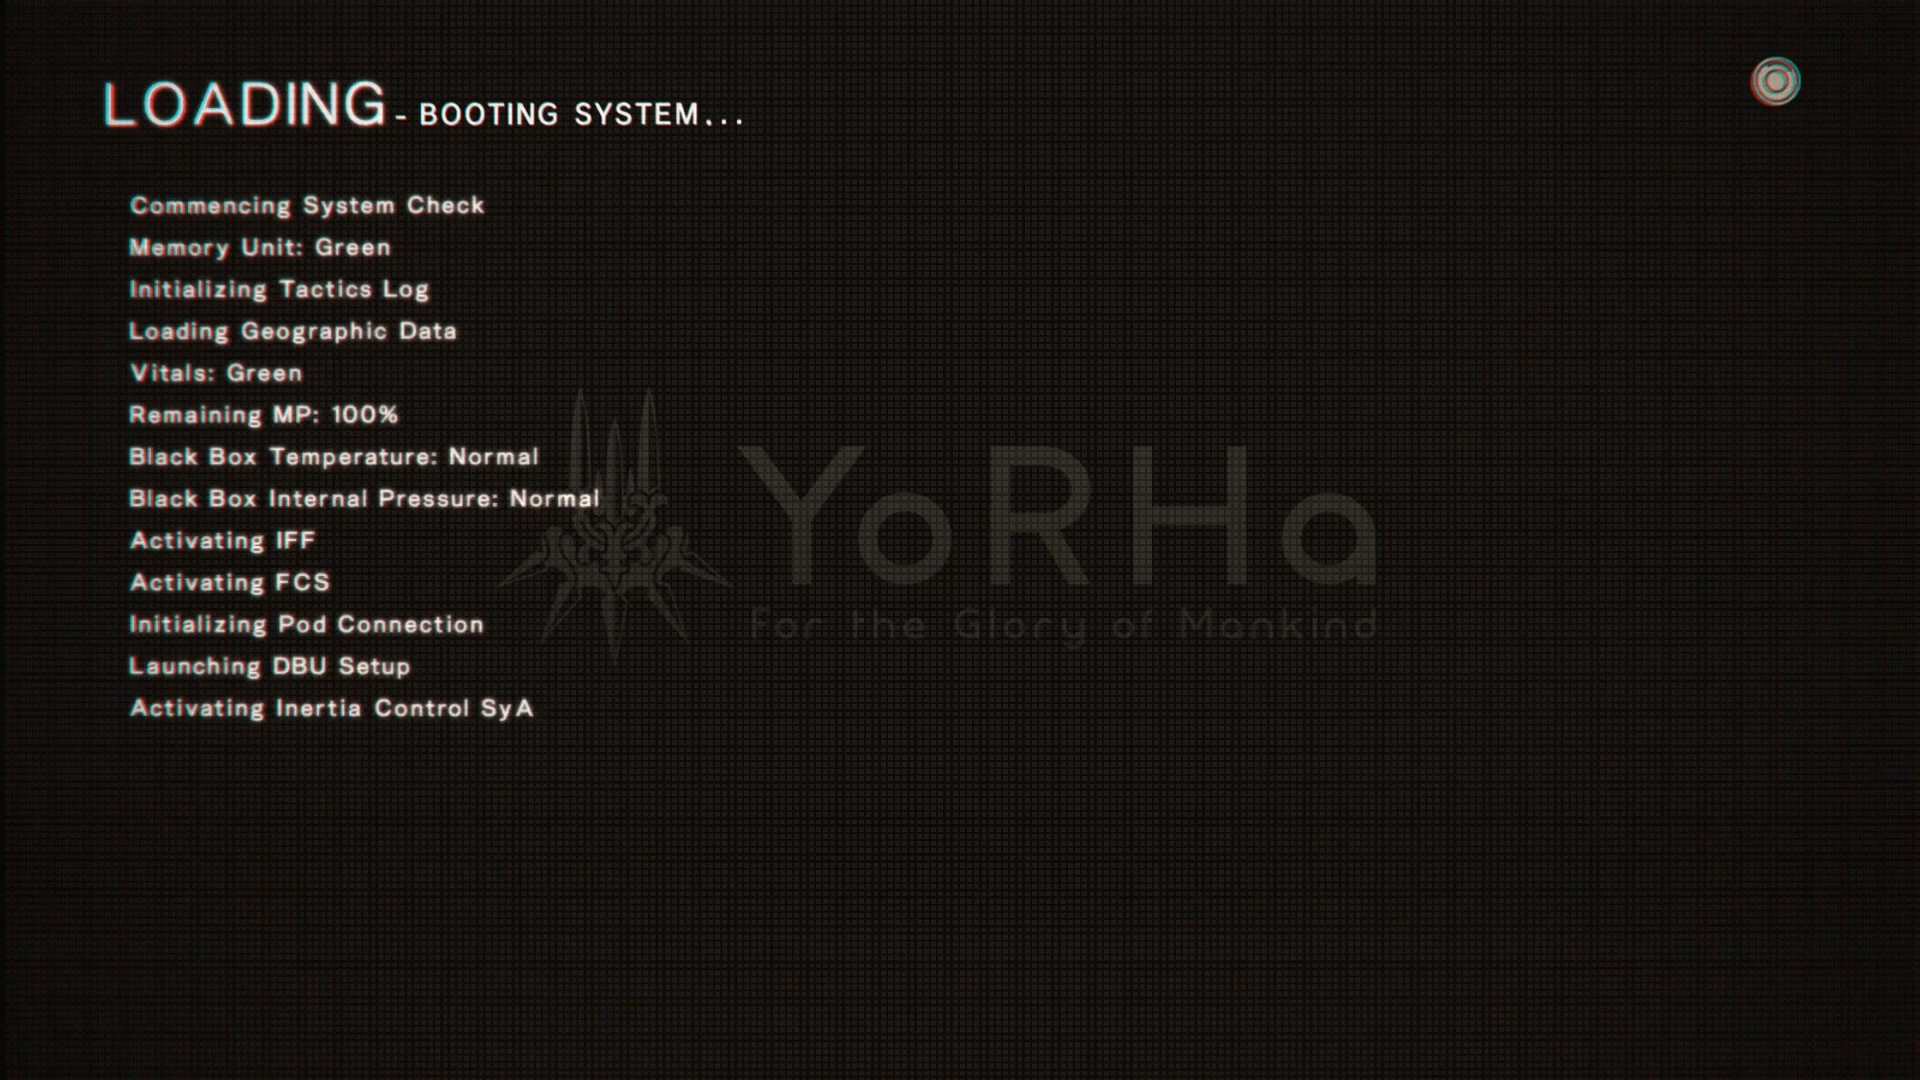 LOADING - BOOTING SYSTEM...
Commencing System Check
Memory Unit: Green
Initializing Tactics Log
Loading Geographic Data
Vitals: Green
Remaining MP: 100%
Black Box Temperature: Normal
Black Box Internal Pressure: Normal
Activating IFF
Activating FCS
Initializing Pod Connection
Launching DBU Setup
Activating Inertia Control SyA
YoRHa
For the Glory of Mankind